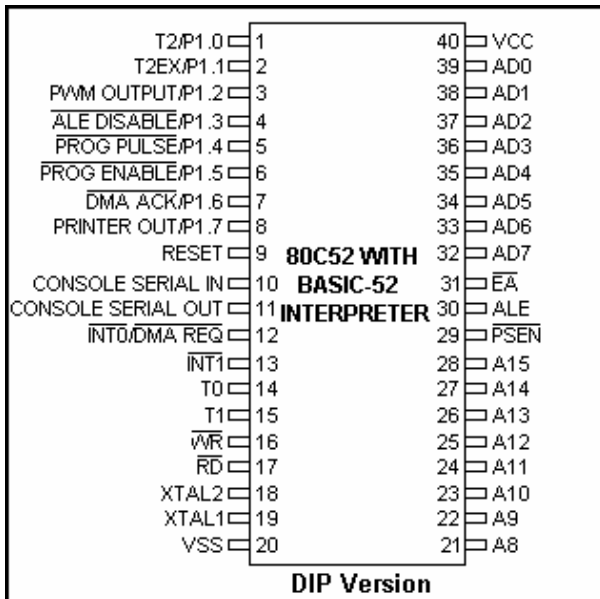 T2/P1.0 1 40 VCC
T2EX/P1.1 2 39 AD0
PWM OUTPUT/P1.2 3 38 AD1
ALE DISABLE/P1.3 4 37 AD2
PROG PULSE/P1.4 5 36 AD3
PROG ENABLE/P1.5 6 35 AD4
DMA ACK/P1.6 7 34 AD5
PRINTER OUT/P1.7 8 33 AD6
RESET 9 80C52 WITH 32 AD7
CONSOLE SERIAL IN 10 BASIC-52 31 EA
CONSOLE SERIAL OUT 11 INTERPRETER 30 ALE
INT0/DMA REQ 12 29 PSEN
INT1 13 28 A15
T0 14 27 A14
T1 15 26 A13
WR 16 25 A12
RD 17 24 A11
XTAL2 18 23 A10
XTAL1 19 22 A9
VSS 20 21 A8
DIP Version